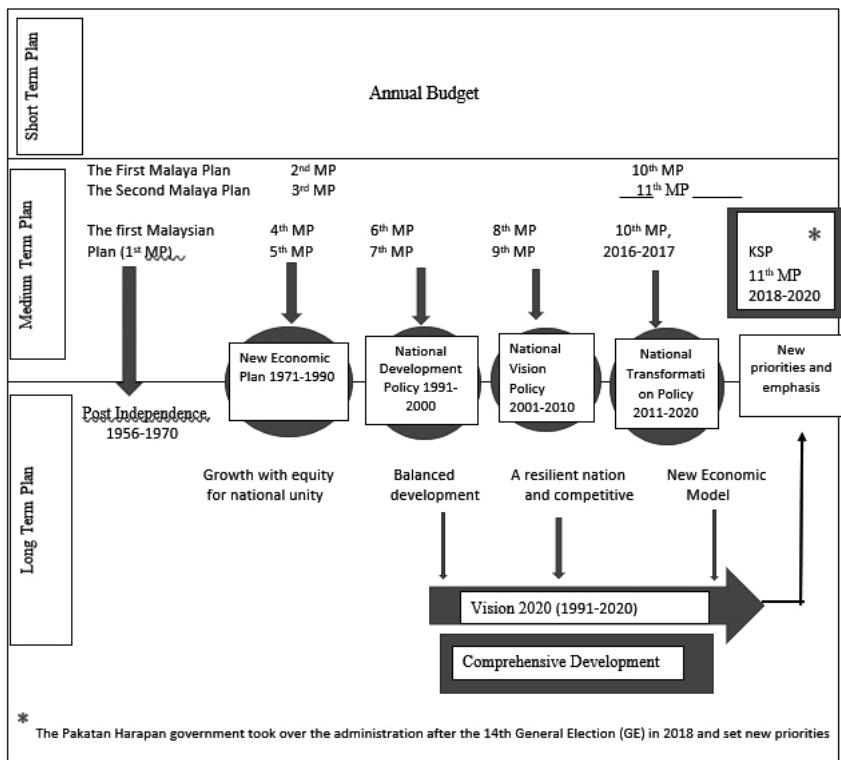 Short Term Plan
Annual Budget
Medium Term Plan
The First Malaya Plan
The Second Malaya Plan
The first Malaysian
Plan (1st MP)
2nd MP
3rd MP
4th MP
5th MP
6th MP
7th MP
8th MP
9th MP
10th MP
11th MP
10th MP,
2016-2017
*
KSP
11th MP
2018-2020
Long Term Plan
Post Independence,
1956-1970
New Economic
Plan 1971-1990
National
Development
Policy 1991-
2000
National
Vision
Policy
2001-2010
National
Transformati
on Policy
2011-2020
New
priorities and
emphasis
Growth with equity
for national unity
Balanced
development
A resilient nation
and competitive
New Economic
Model
Vision 2020 (1991-2020)
Comprehensive Development
* The Pakatan Harapan government took over the administration after the 14th General Election (GE) in 2018 and set new priorities